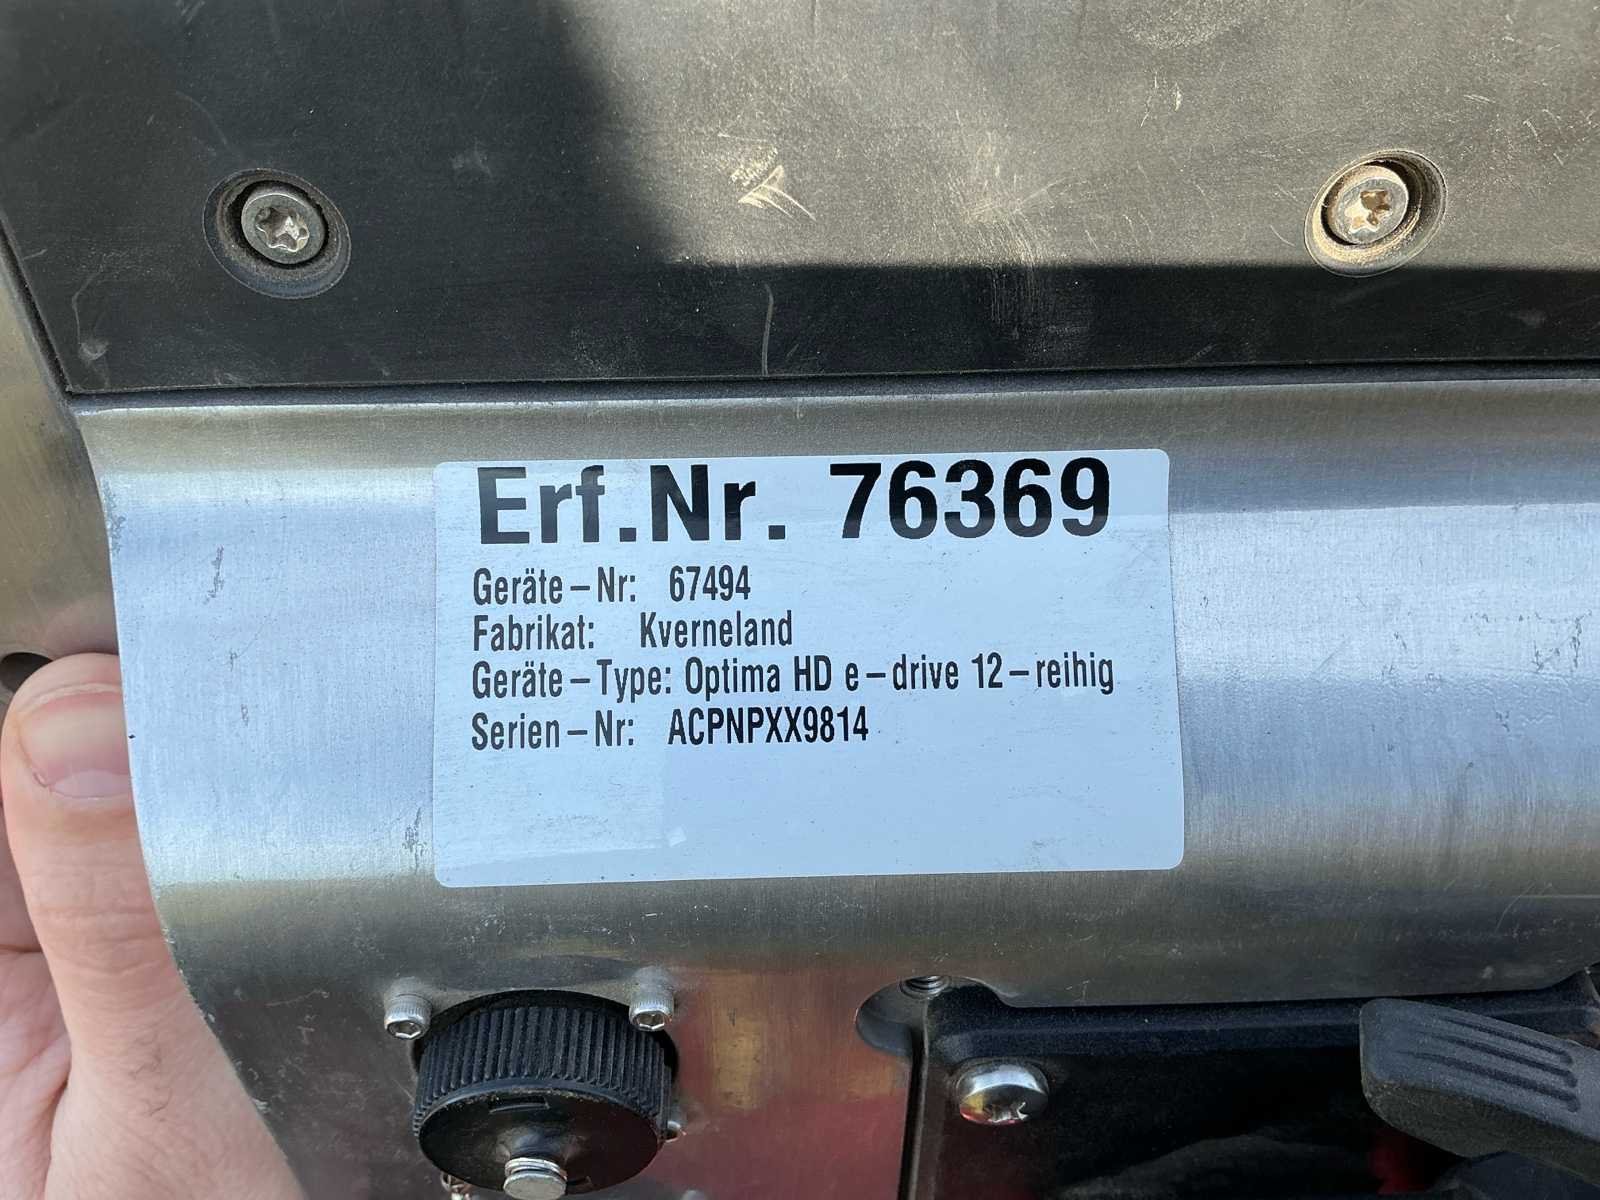 Erf.Nr. 76369
Geräte-Nr: 67494
Fabrikat: Kverneland
Geräte-Type: Optima HD e-drive 12-reihig
Serien-Nr: ACPNPXX9814